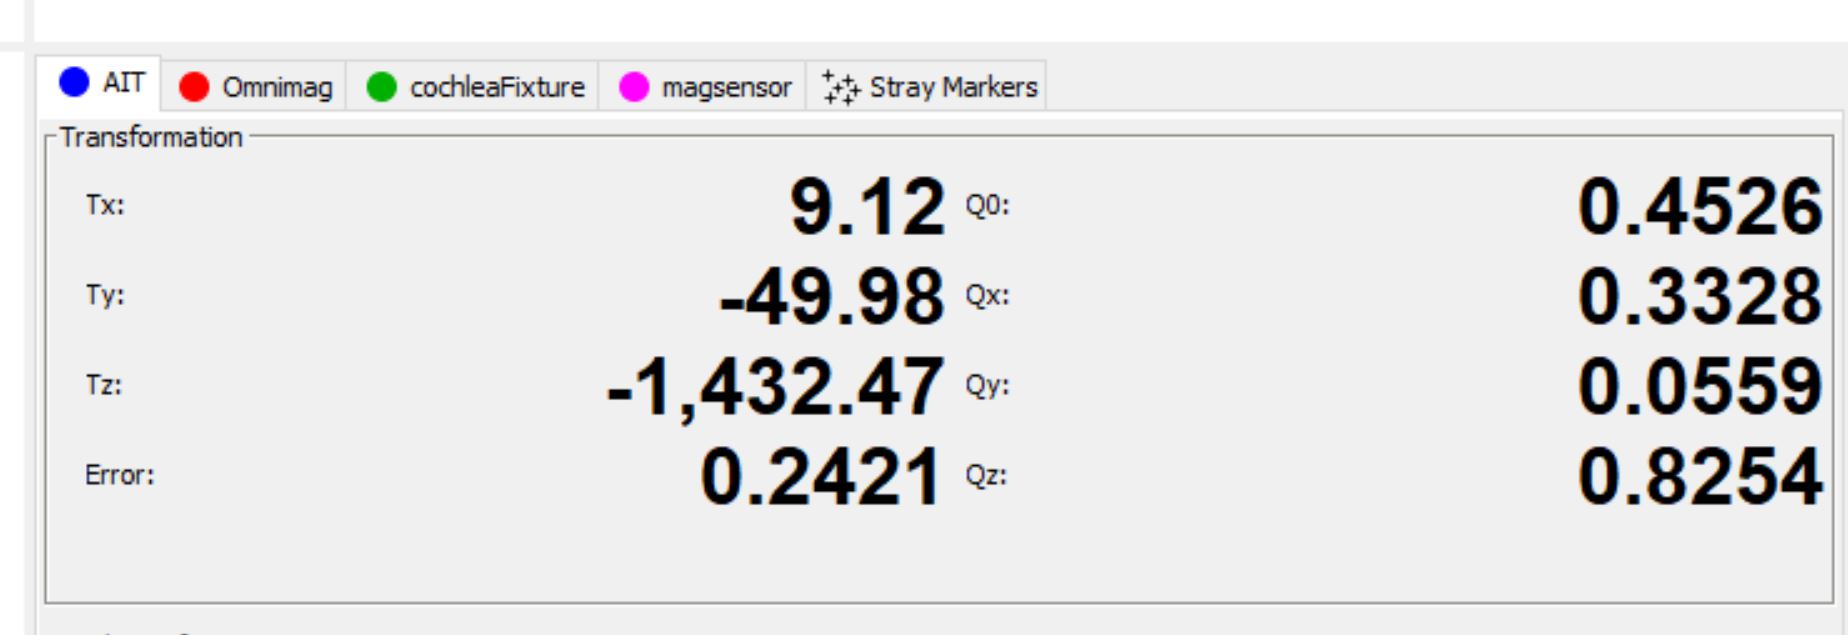 AIT Omnimag cochleaFixture magsensor Stray Markers
Transformation
Tx: 9.12 Q0: 0.4526
Ty: -49.98 Qx: 0.3328
Tz: -1,432.47 Qy: 0.0559
Error: 0.2421 Qz: 0.8254